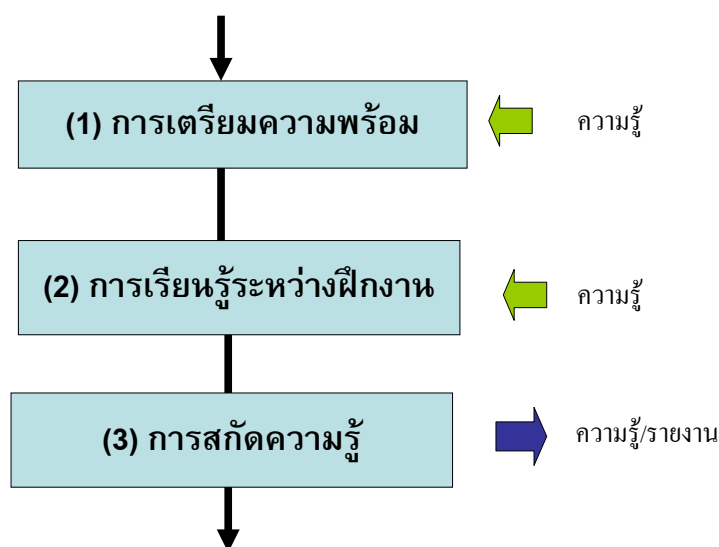 (1) การเตรียมความพร้อม
ความรู้
(2) การเรียนรู้ระหว่างฝึกงาน
ความรู้
(3) การสกัดความรู้
ความรู้/รายงาน